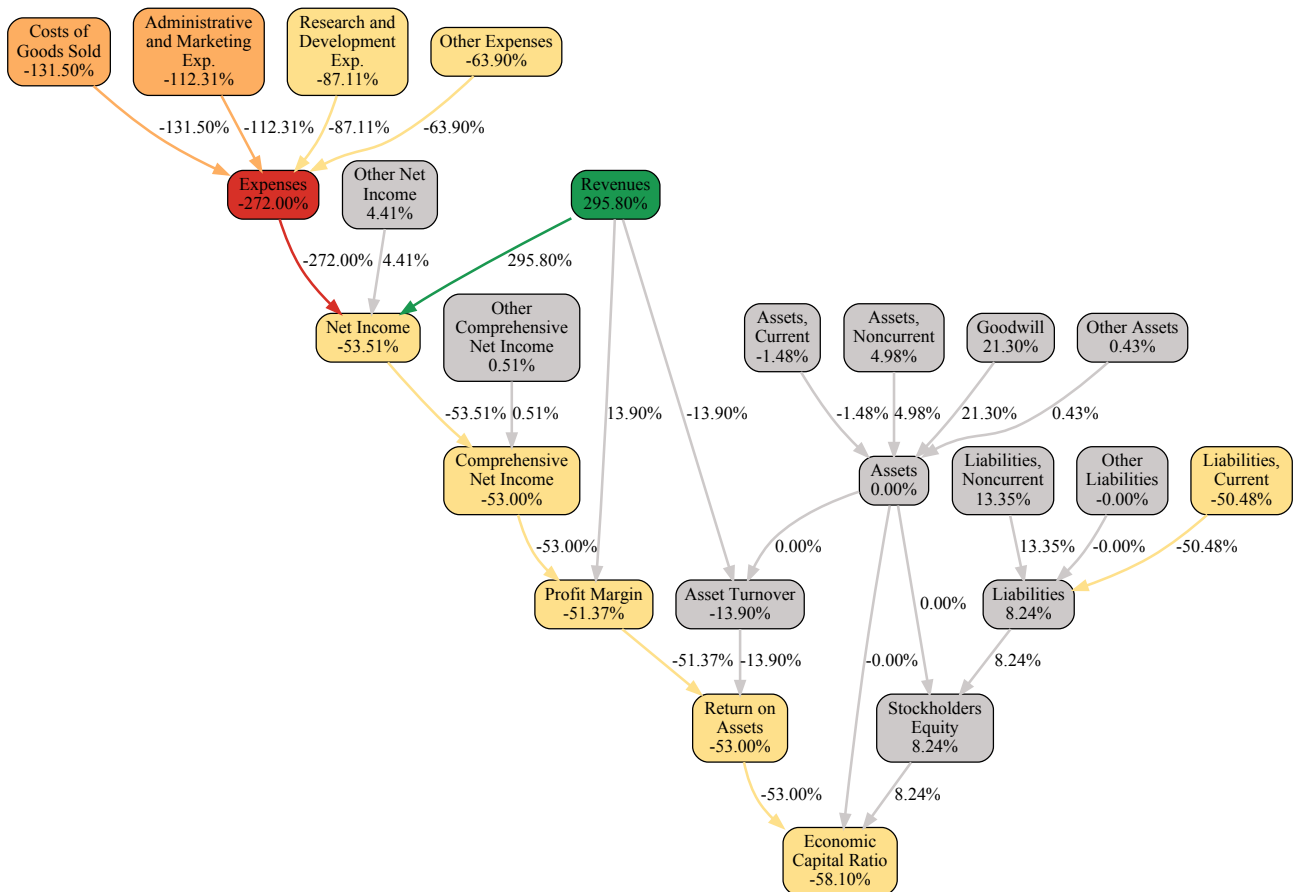 Costs of
Goods Sold
-131.50%
Administrative
and Marketing
Exp.
-112.31%
Research and
Development
Exp.
-87.11%
Other Expenses
-63.90%
-131.50%
-112.31%
-87.11%
-63.90%
Expenses
-272.00%
Other Net
Income
4.41%
Revenues
295.80%
-272.00%
4.41%
295.80%
Net Income
-53.51%
Other
Comprehensive
Net Income
0.51%
Assets,
Current
-1.48%
Assets,
Noncurrent
4.98%
Goodwill
21.30%
Other Assets
0.43%
-53.51%
0.51%
13.90%
-13.90%
-1.48%
4.98%
21.30%
0.43%
Comprehensive
Net Income
-53.00%
Assets
0.00%
Liabilities,
Noncurrent
13.35%
Other
Liabilities
-0.00%
Liabilities,
Current
-50.48%
-53.00%
0.00%
13.35%
-0.00%
-50.48%
Profit Margin
-51.37%
Asset Turnover
-13.90%
0.00%
Liabilities
8.24%
-51.37%
-13.90%
-0.00%
8.24%
Return on
Assets
-53.00%
Stockholders
Equity
8.24%
-53.00%
8.24%
Economic
Capital Ratio
-58.10%